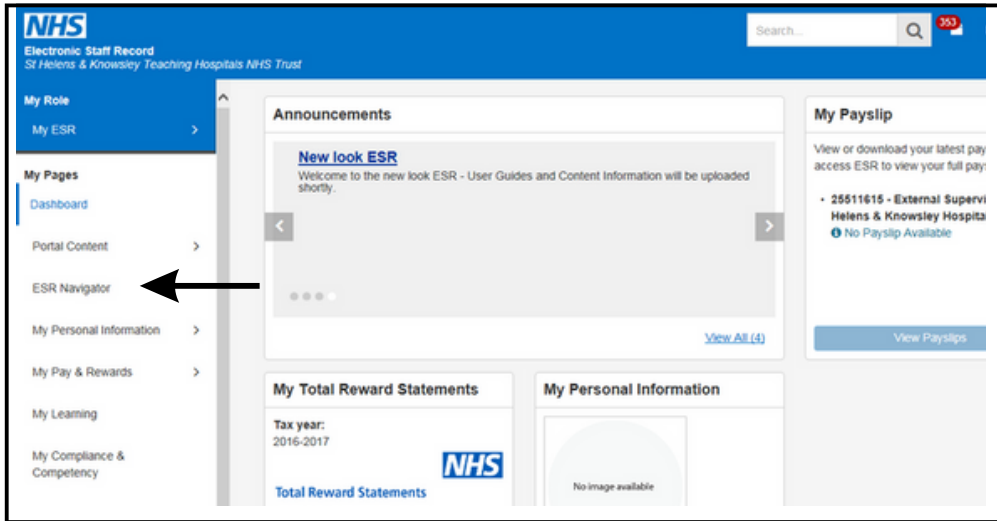 NHS
Electronic Staff Record
St Helens & Knowsley Teaching Hospitals NHS Trust
Search...
353
My Role
My ESR
My Pages
Dashboard
Portal Content
ESR Navigator
My Personal Information
My Pay & Rewards
My Learning
My Compliance &
Competency
Announcements
New look ESR
Welcome to the new look ESR - User Guides and Content Information will be uploaded
shortly.
View All (4)
My Payslip
View or download your latest pay
access ESR to view your full pay
25511615 - External Supervi
Helens & Knowsley Hospita
No Payslip Available
View Payslips
My Total Reward Statements
Tax year:
2016-2017
NHS
Total Reward Statements
My Personal Information
No image available